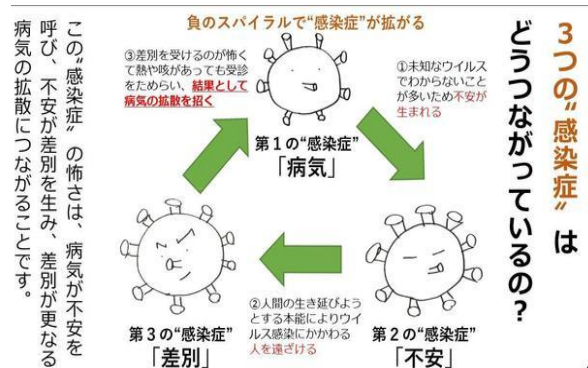 3つの〝感染症〟は
どうつながっているの？
負のスパイラルで“感染症”が拡がる
①未知なウイルス
でわからないこと
が多いため不安が
生まれる
第１の“感染症”
「病気」
第２の“感染症”
「不安」
②人間の生き延びよう
とする本能によりウイ
ルス感染にかかわる
人を遠ざける
第３の“感染症”
「差別」
③差別を受けるのが怖く
て熱や咳があっても受診
をためらい、結果として
病気の拡散を招く
この〝感染症〟の怖さは、病気が不安を
呼び、不安が差別を生み、差別が更なる
病気の拡散につながることです。